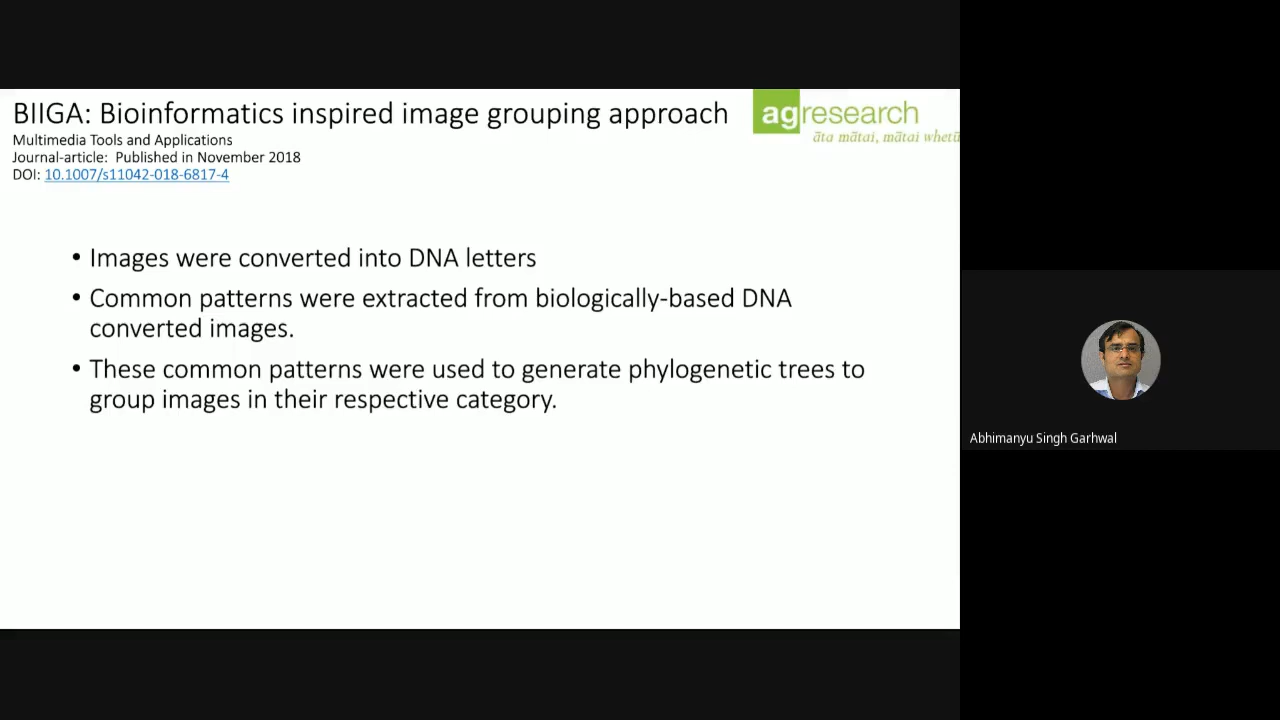 BIIGA: Bioinformatics inspired image grouping approach
agresearch
āta mātai, mātai whetū
Multimedia Tools and Applications
Journal-article: Published in November 2018
DOI: 10.1007/s11042-018-6817-4
• Images were converted into DNA letters
• Common patterns were extracted from biologically-based DNA
converted images.
• These common patterns were used to generate phylogenetic trees to
group images in their respective category.
Abhimanyu Singh Garhwal